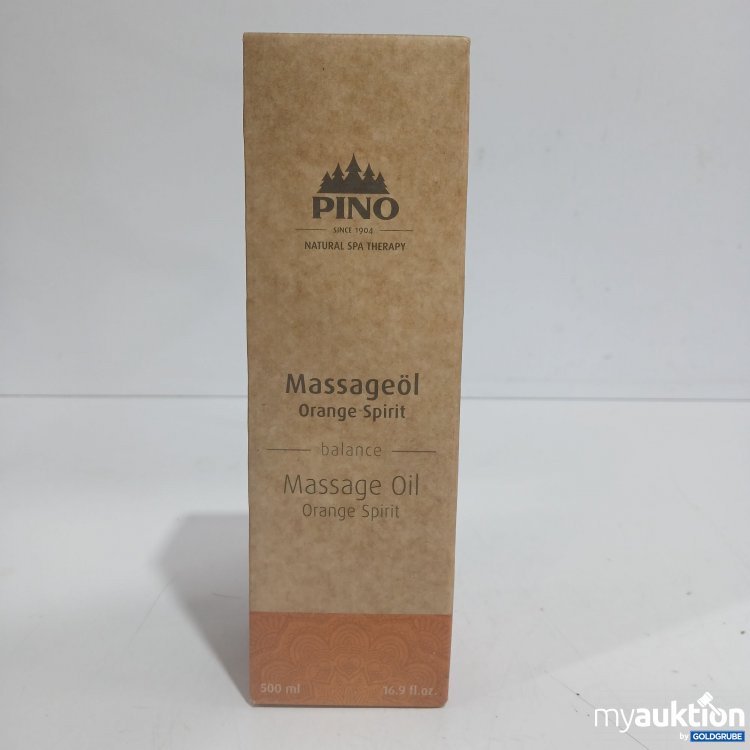 PINO
SINCE 1904
NATURAL SPA THERAPY
Massageöl
Orange Spirit
balance
Massage Oil
Orange Spirit
500 ml 16.9 fl.oz.
myauktion
by GOLDGRUBE